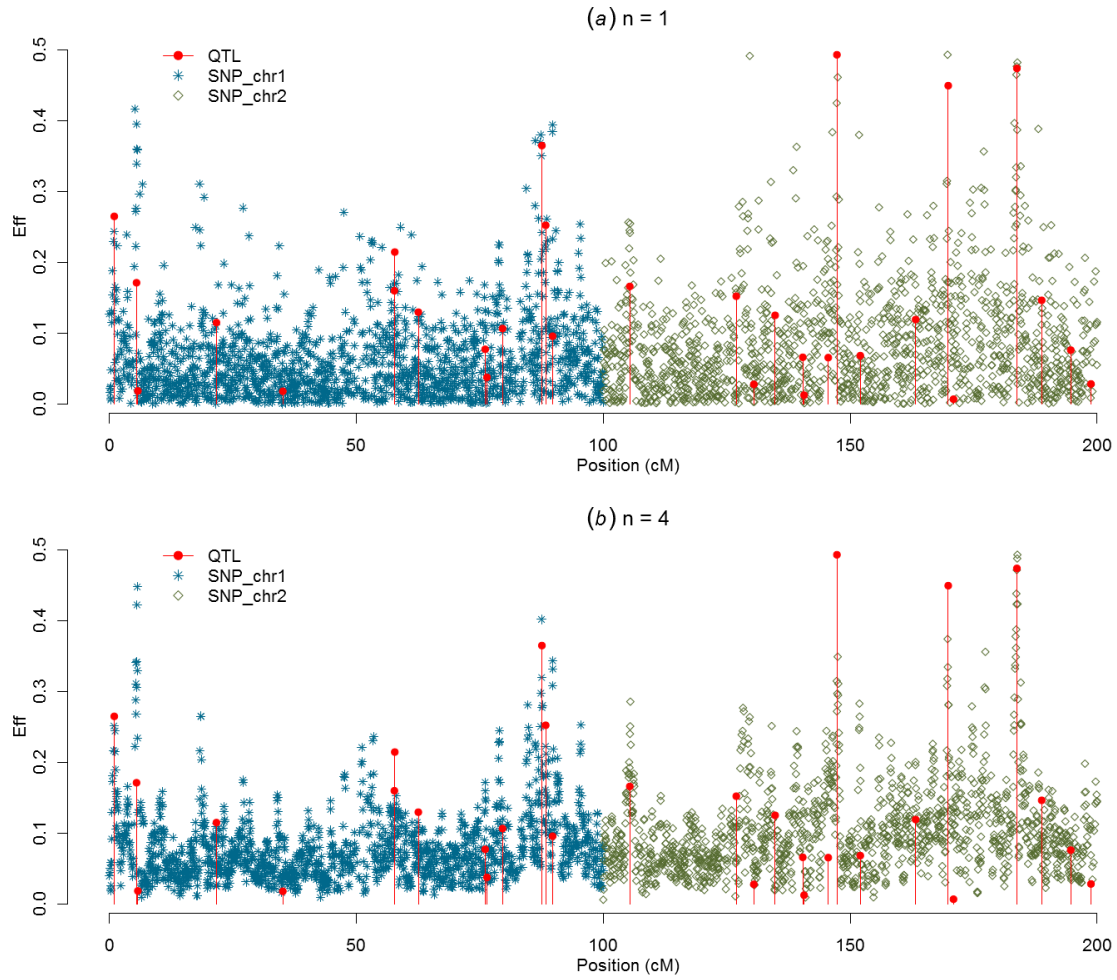 (a) n = 1
QTL
SNP_chr1
SNP_chr2
Eff
0.5
0.4
0.3
0.2
0.1
0.0
0 50 100 150 200
Position (cM)
(b) n = 4
QTL
SNP_chr1
SNP_chr2
Eff
0.5
0.4
0.3
0.2
0.1
0.0
0 50 100 150 200
Position (cM)